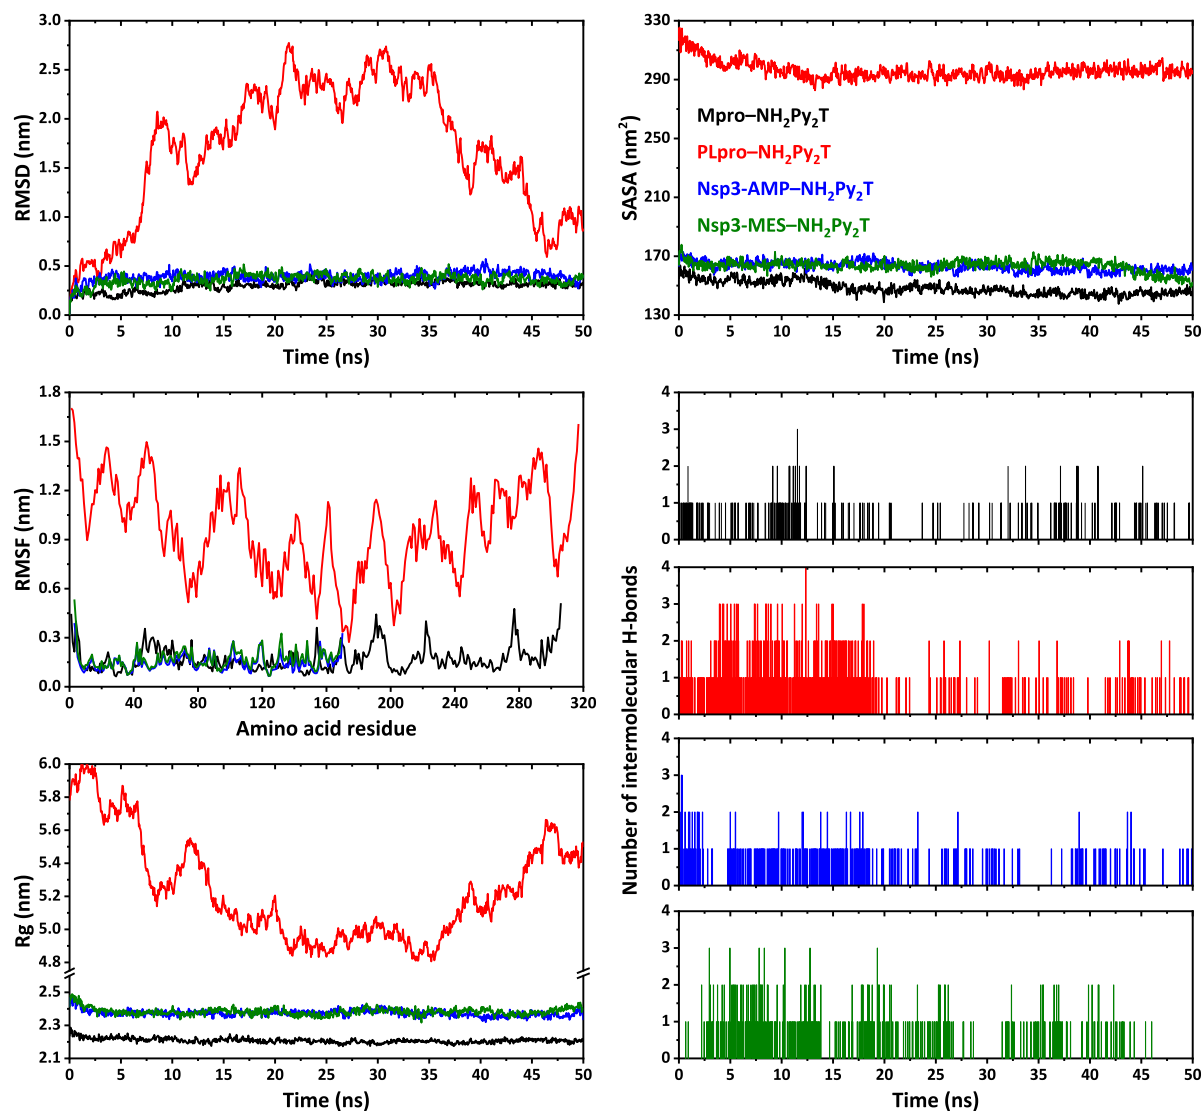 3.0
2.5
2.0
1.5
1.0
0.5
0.0
RMSD (nm)
0 5 10 15 20 25 30 35 40 45 50
Time (ns)
330
290
250
210
170
130
SASA (nm²)
Mpro–NH₂Py₂T
PLpro–NH₂Py₂T
Nsp3-AMP–NH₂Py₂T
Nsp3-MES–NH₂Py₂T
0 5 10 15 20 25 30 35 40 45 50
Time (ns)
1.8
1.5
1.2
0.9
0.6
0.3
0.0
RMSF (nm)
0 40 80 120 160 200 240 280 320
Amino acid residue
6.0
5.8
5.6
5.4
5.2
5.0
4.8
2.5
2.3
2.1
Rg (nm)
0 5 10 15 20 25 30 35 40 45 50
Time (ns)
Number of intermolecular H-bonds
4
3
2
1
0
4
3
2
1
0
4
3
2
1
0
4
3
2
1
0
0 5 10 15 20 25 30 35 40 45 50
Time (ns)